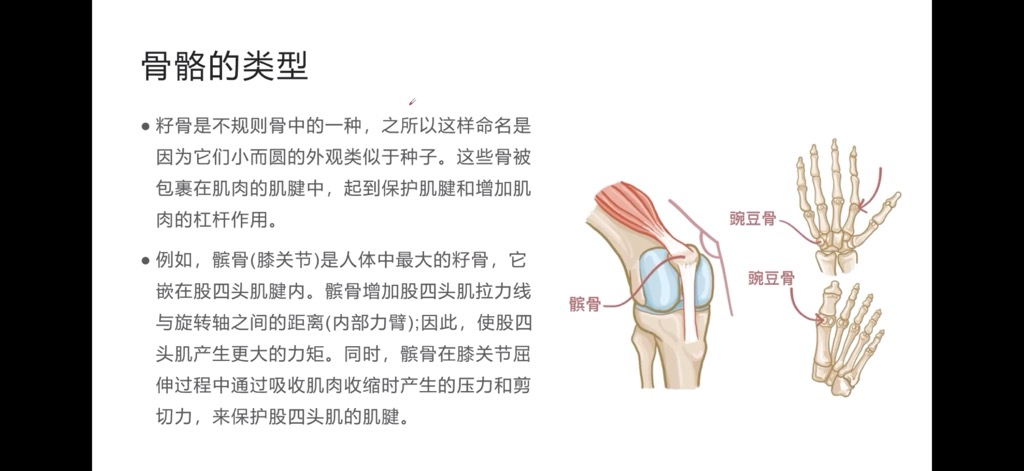 骨骼的类型
● 籽骨是不规则骨中的一种，之所以这样命名是
因为它们小而圆的外观类似于种子。这些骨被
包裹在肌肉的肌腱中，起到保护肌腱和增加肌
肉的杠杆作用。
● 例如，髌骨(膝关节)是人体中最大的籽骨，它
嵌在股四头肌腱内。髌骨增加股四头肌拉力线
与旋转轴之间的距离(内部力臂);因此，使股四
头肌产生更大的力矩。同时，髌骨在膝关节屈
伸过程中通过吸收肌肉收缩时产生的压力和剪
切力，来保护股四头肌的肌腱。
髌骨
豌豆骨
豌豆骨